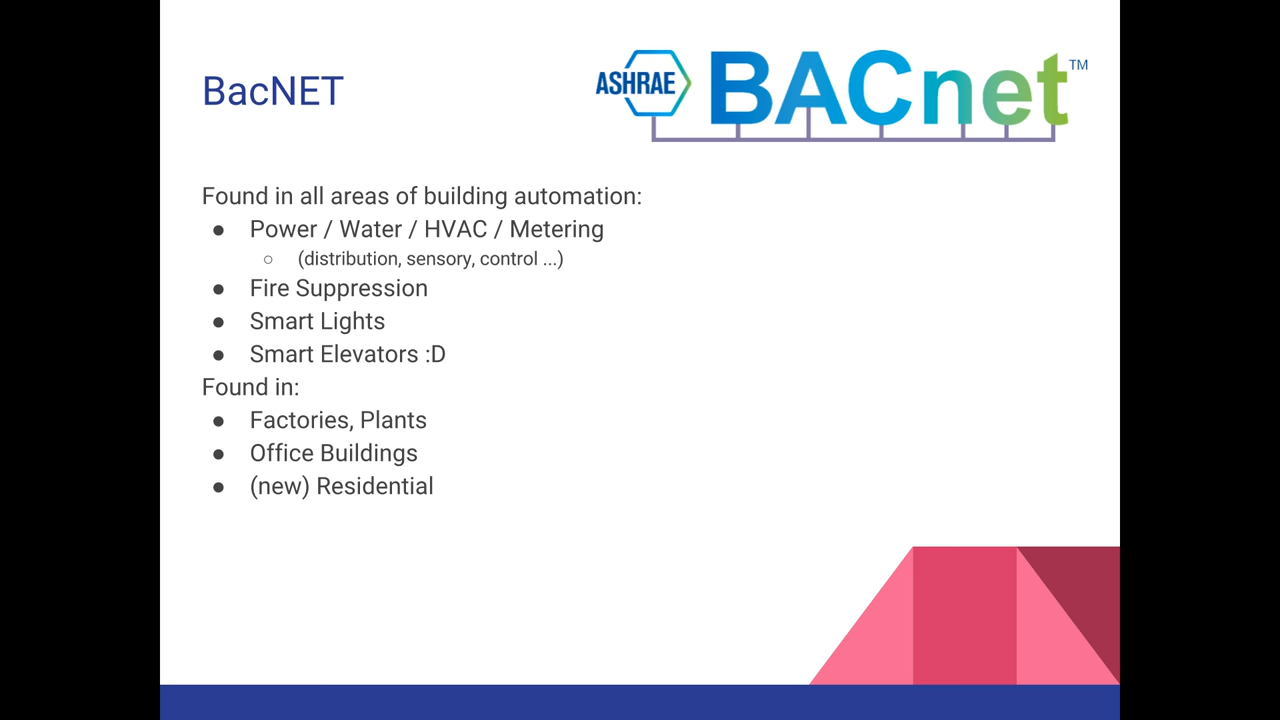 BacNET
ASHRAE BACnet™
Found in all areas of building automation:
● Power / Water / HVAC / Metering
○ (distribution, sensory, control ...)
● Fire Suppression
● Smart Lights
● Smart Elevators :D
Found in:
● Factories, Plants
● Office Buildings
● (new) Residential